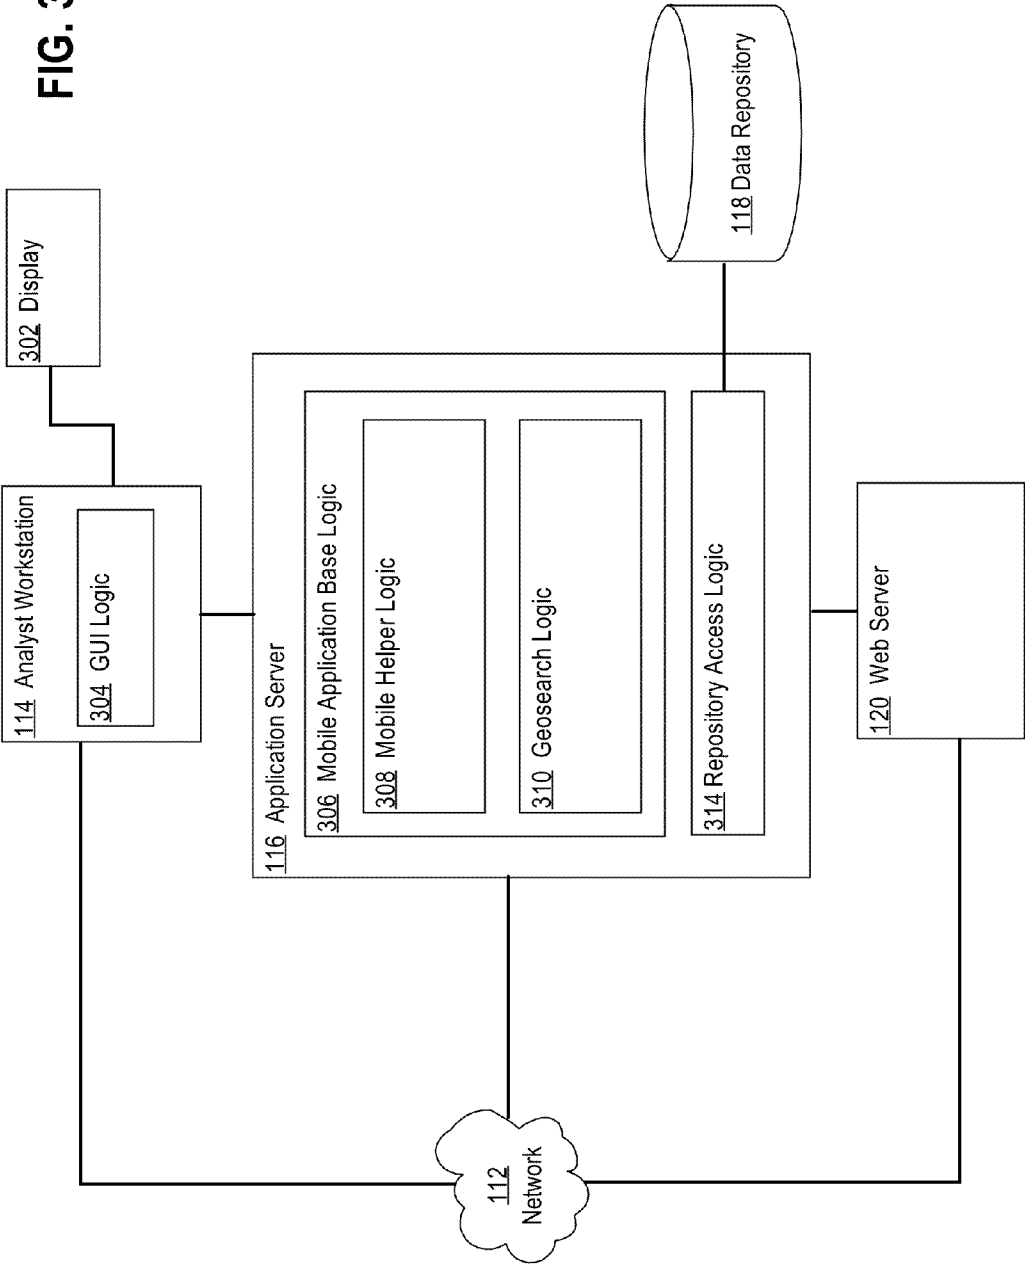 FIG. 3
302 Display
114 Analyst Workstation
304 GUI Logic
116 Application Server
306 Mobile Application Base Logic
308 Mobile Helper Logic
310 Geosearch Logic
314 Repository Access Logic
118 Data Repository
120 Web Server
112
Network